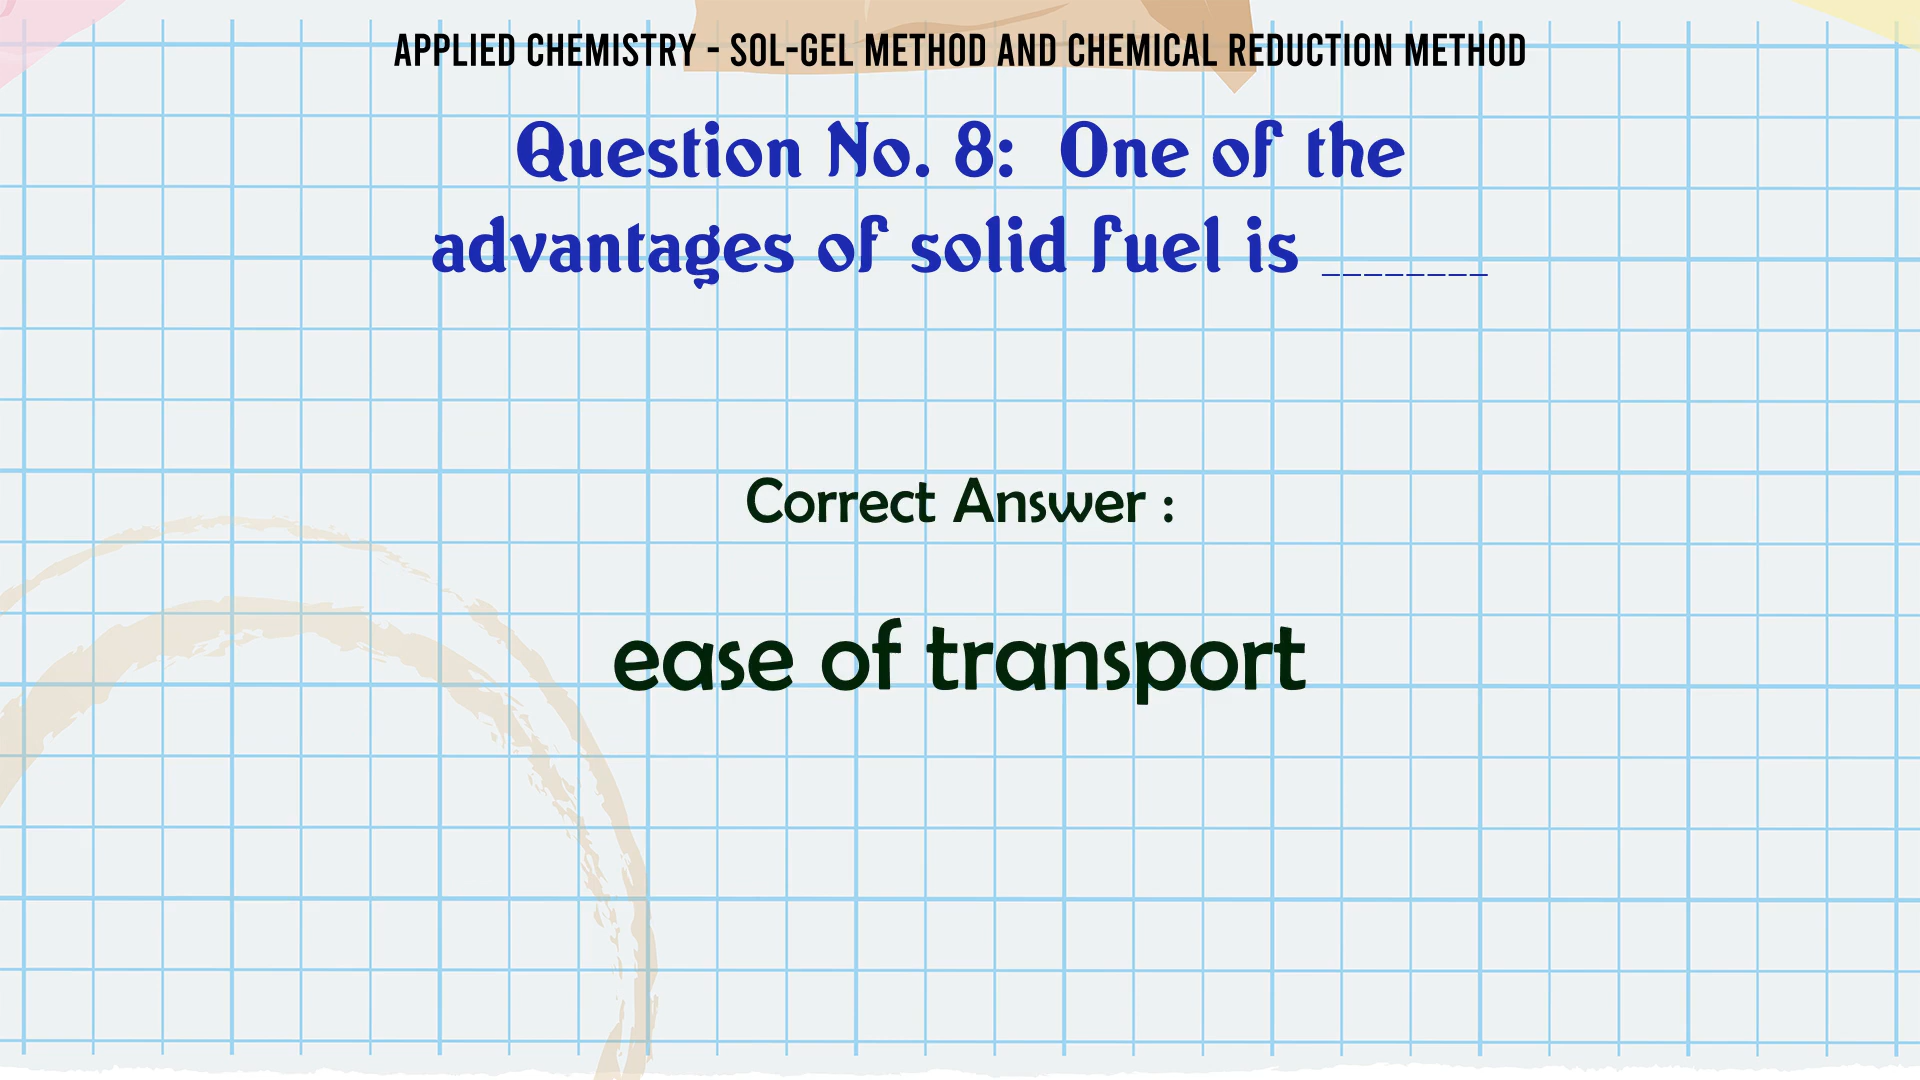 APPLIED CHEMISTRY - SOL-GEL METHOD AND CHEMICAL REDUCTION METHOD
Question No. 8: One of the
advantages of solid fuel is ________
Correct Answer :
ease of transport